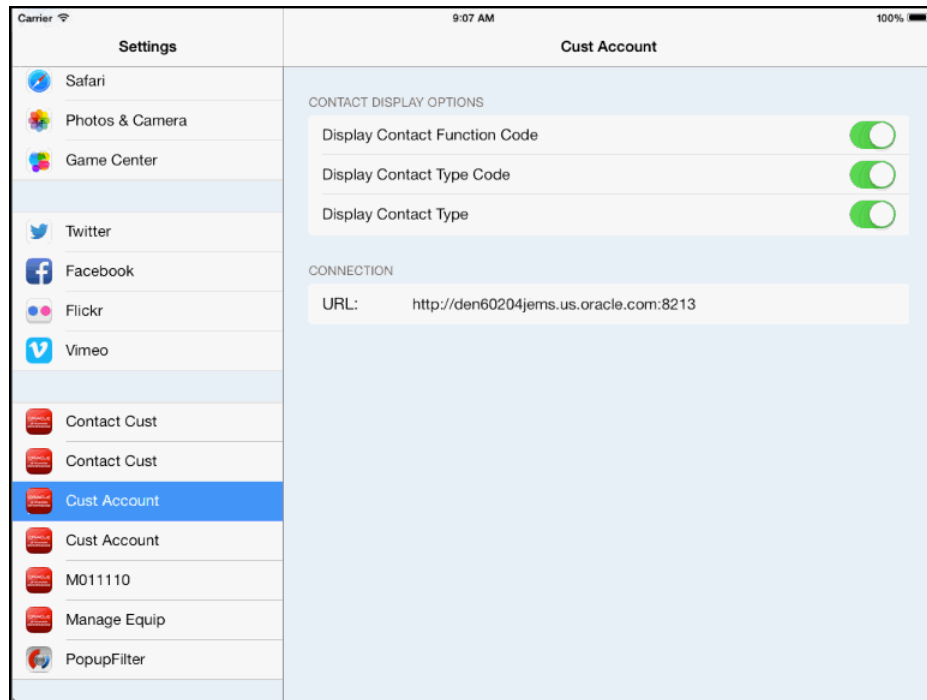 Carrier 9:07 AM 100%
Settings
Cust Account
Safari
Photos & Camera
Game Center
Twitter
Facebook
Flickr
Vimeo
Contact Cust
Contact Cust
Cust Account
Cust Account
M011110
Manage Equip
PopupFilter
CONTACT DISPLAY OPTIONS
Display Contact Function Code
Display Contact Type Code
Display Contact Type
CONNECTION
URL: http://den60204jems.us.oracle.com:8213